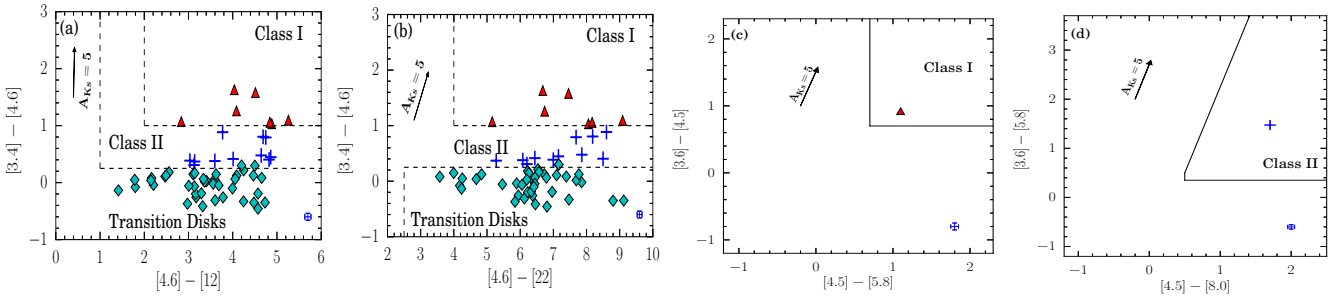 (a)
Class I
A_Ks = 5
Class II
Transition Disks
[3.4] − [4.6]
3
2
1
0
−1
0 1 2 3 4 5 6
[4.6] − [12]
(b)
Class I
A_Ks = 5
Class II
Transition Disks
[3.4] − [4.6]
3
2
1
0
−1
2 3 4 5 6 7 8 9 10
[4.6] − [22]
(c)
Class I
A_Ks = 5
[3.6] − [4.5]
2
1
0
−1
−1 0 1 2
[4.5] − [5.8]
(d)
A_Ks = 5
Class II
[3.6] − [5.8]
3
2
1
0
−1
−1 0 1 2
[4.5] − [8.0]